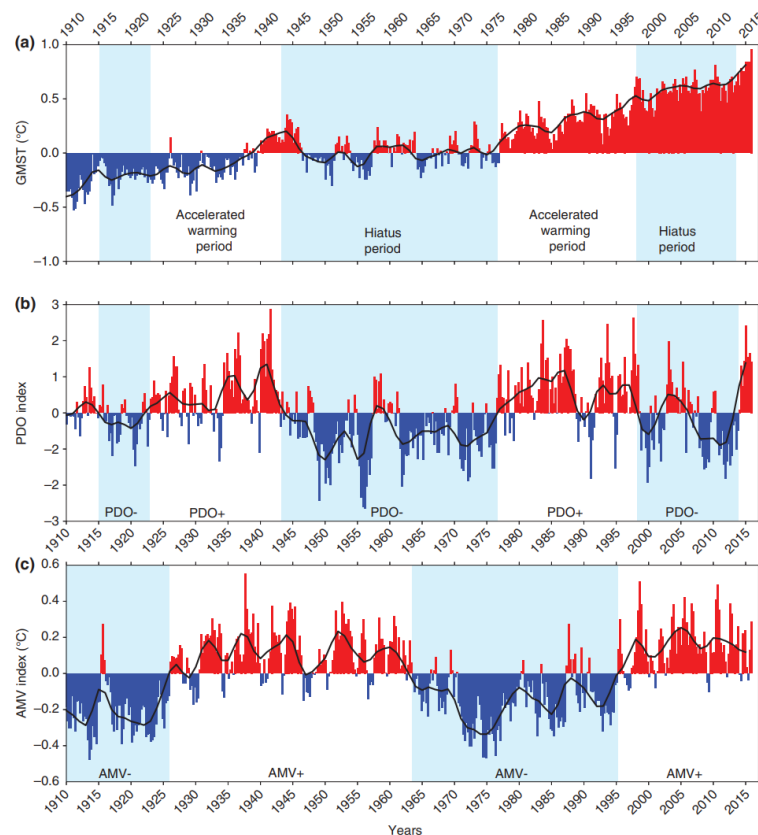 1910 1915 1920 1925 1930 1935 1940 1945 1950 1955 1960 1965 1970 1975 1980 1985 1990 1995 2000 2005 2010 2015
(a)
1.0
0.5
0.0
−0.5
−1.0
GMST (°C)
Accelerated
warming
period
Hiatus
period
Accelerated
warming
period
Hiatus
period
(b)
3
2
1
0
−2
−2
−3
PDO index
PDO- PDO+ PDO- PDO+ PDO-
1910 1915 1920 1925 1930 1935 1940 1945 1950 1955 1960 1965 1970 1975 1980 1985 1990 1995 2000 2005 2010 2015
(c)
0.6
0.4
0.2
0.0
−0.2
−0.4
−0.6
AMV index (°C)
AMV- AMV+ AMV- AMV+
1910 1915 1920 1925 1930 1935 1940 1945 1950 1955 1960 1965 1970 1975 1980 1985 1990 1995 2000 2005 2010 2015
Years